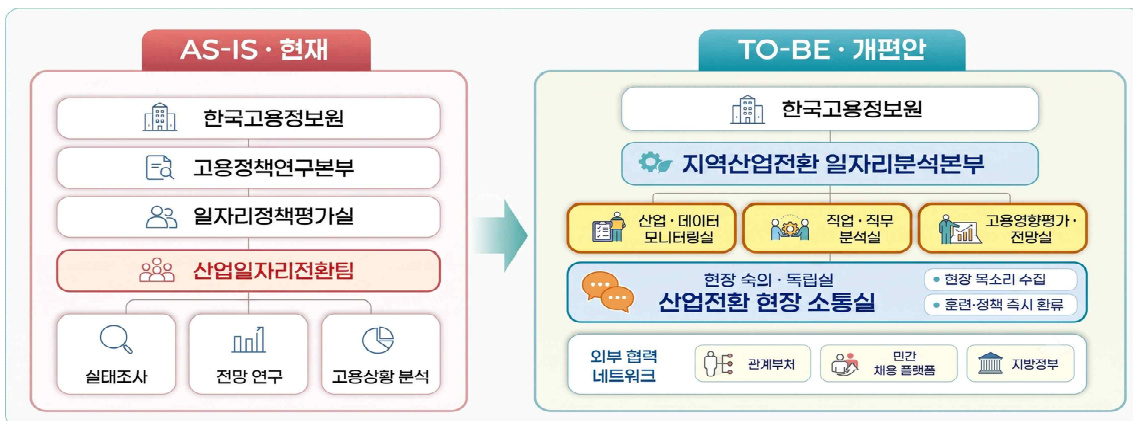 AS-IS · 현재
한국고용정보원
고용정책연구본부
일자리정책평가실
산업일자리전환팀
실태조사
전망 연구
고용상황 분석
TO-BE · 개편안
한국고용정보원
지역산업전환 일자리분석본부
산업 · 데이터
모니터링실
직업 · 직무
분석실
고용영향평가 ·
전망실
현장 숙의 · 독립실
산업전환 현장 소통실
• 현장 목소리 수집
• 훈련·정책 즉시 환류
외부 협력
네트워크
관계부처
민간
채용 플랫폼
지방정부